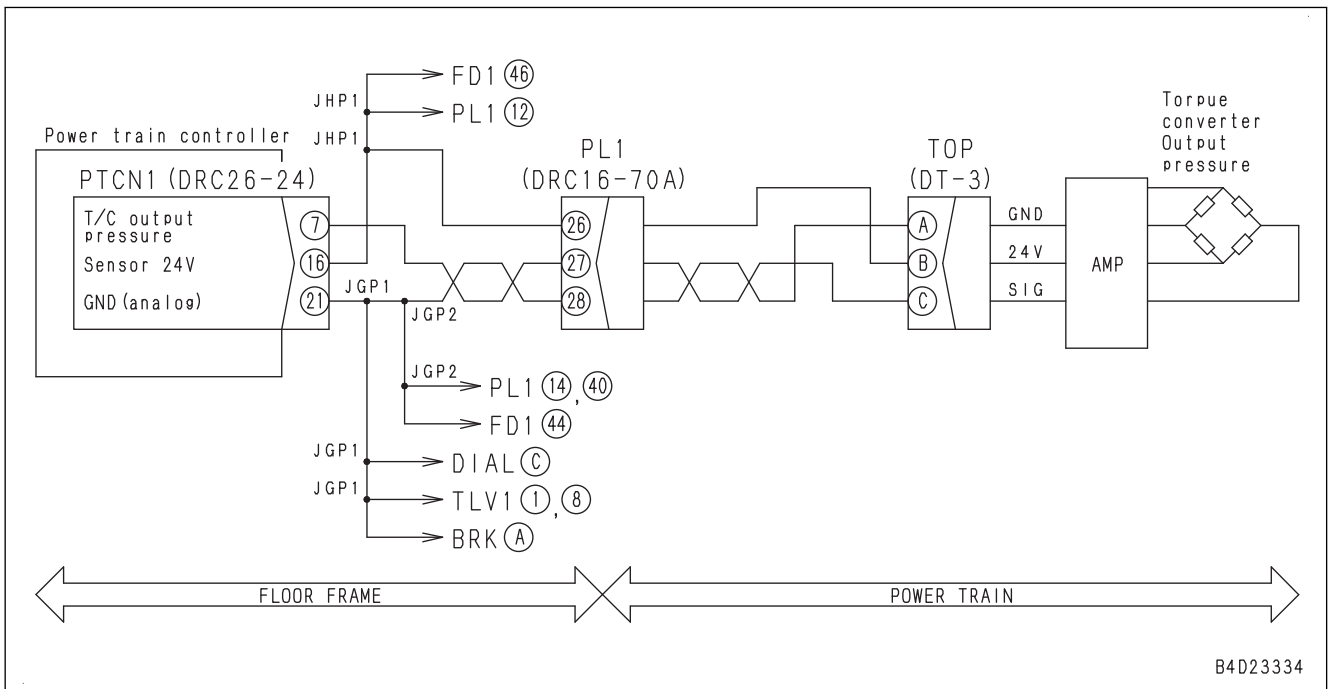 FD1 46
JHP1
PL1 12
JHP1
Power train controller
PTCN1 (DRC26-24)
T/C output
pressure
7
Sensor 24V
16
GND (analog)
21
JGP1
JGP2
JGP2
PL1 14, 40
FD1 44
JGP1
DIAL C
JGP1
TLV1 1, 8
BRK A
PL1
(DRC16-70A)
26
27
28
TOP
(DT-3)
A
B
C
GND
24V
SIG
AMP
Torpue
converter
Output
pressure
FLOOR FRAME
POWER TRAIN
B4D23334